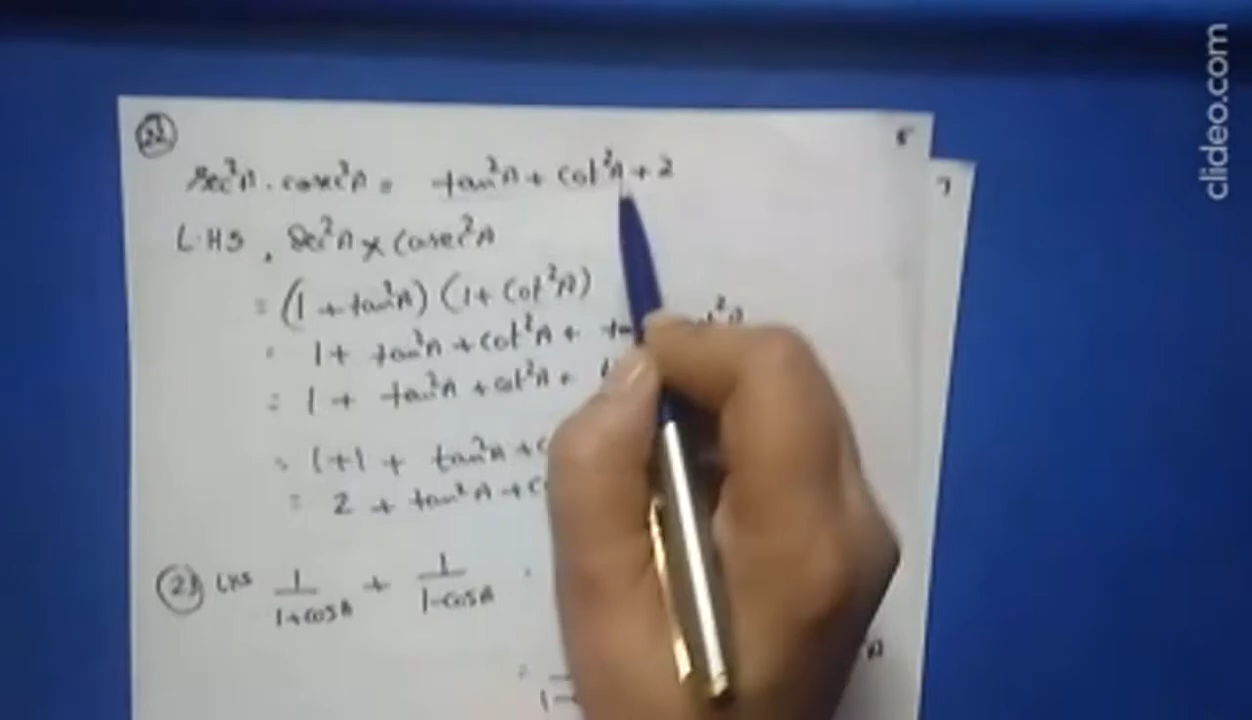 22
sec²A . cosec²A = tan²A + cot²A + 2
L.H.S , Sec²A × Cosec²A
= (1 + tan²A) (1 + Cot²A)
= 1 + tan²A + cot²A +
= 1 + tan²A + cot²A +
= 1+1 + tan²A +
= 2 + tan²A +
LHS 1/1+cosA + 1/1-cosA
clideo.com